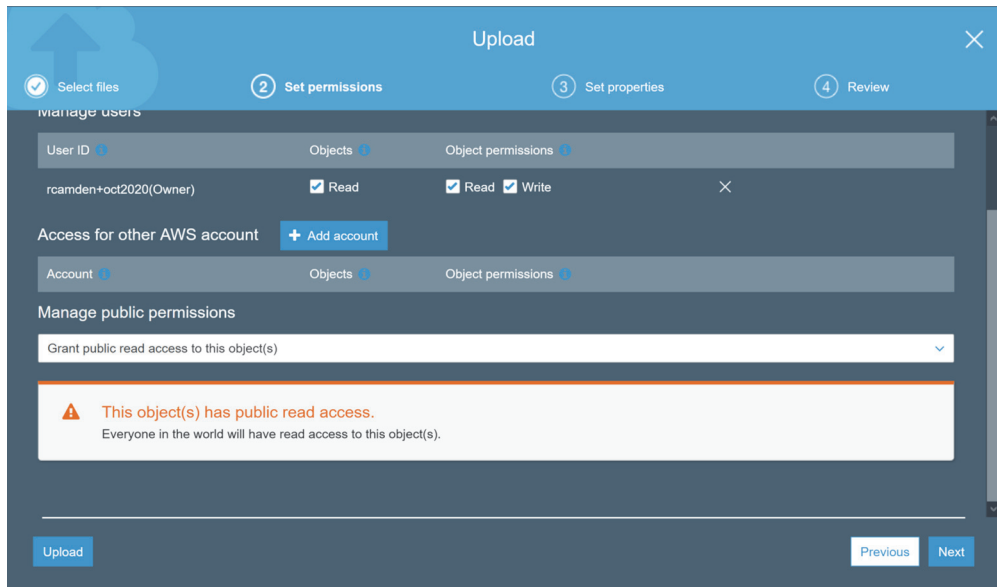 Upload
Select files
2 Set permissions
3 Set properties
4 Review
Manage users
User ID Objects Object permissions
rcamden+oct2020(Owner) Read Read Write
Access for other AWS account + Add account
Account Objects Object permissions
Manage public permissions
Grant public read access to this object(s)
This object(s) has public read access.
Everyone in the world will have read access to this object(s).
Upload Previous Next